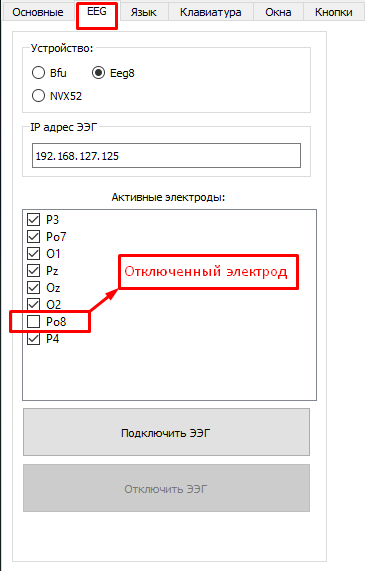 Основные EEG Язык Клавиатура Окна Кнопки
Устройство:
Bfu Eeg8
NVX52
IP адрес ЭЭГ
192.168.127.125
Активные электроды:
P3
Po7
O1
Pz
Oz
O2
Po8
P4
Отключенный электрод
Подключить ЭЭГ
Отключить ЭЭГ